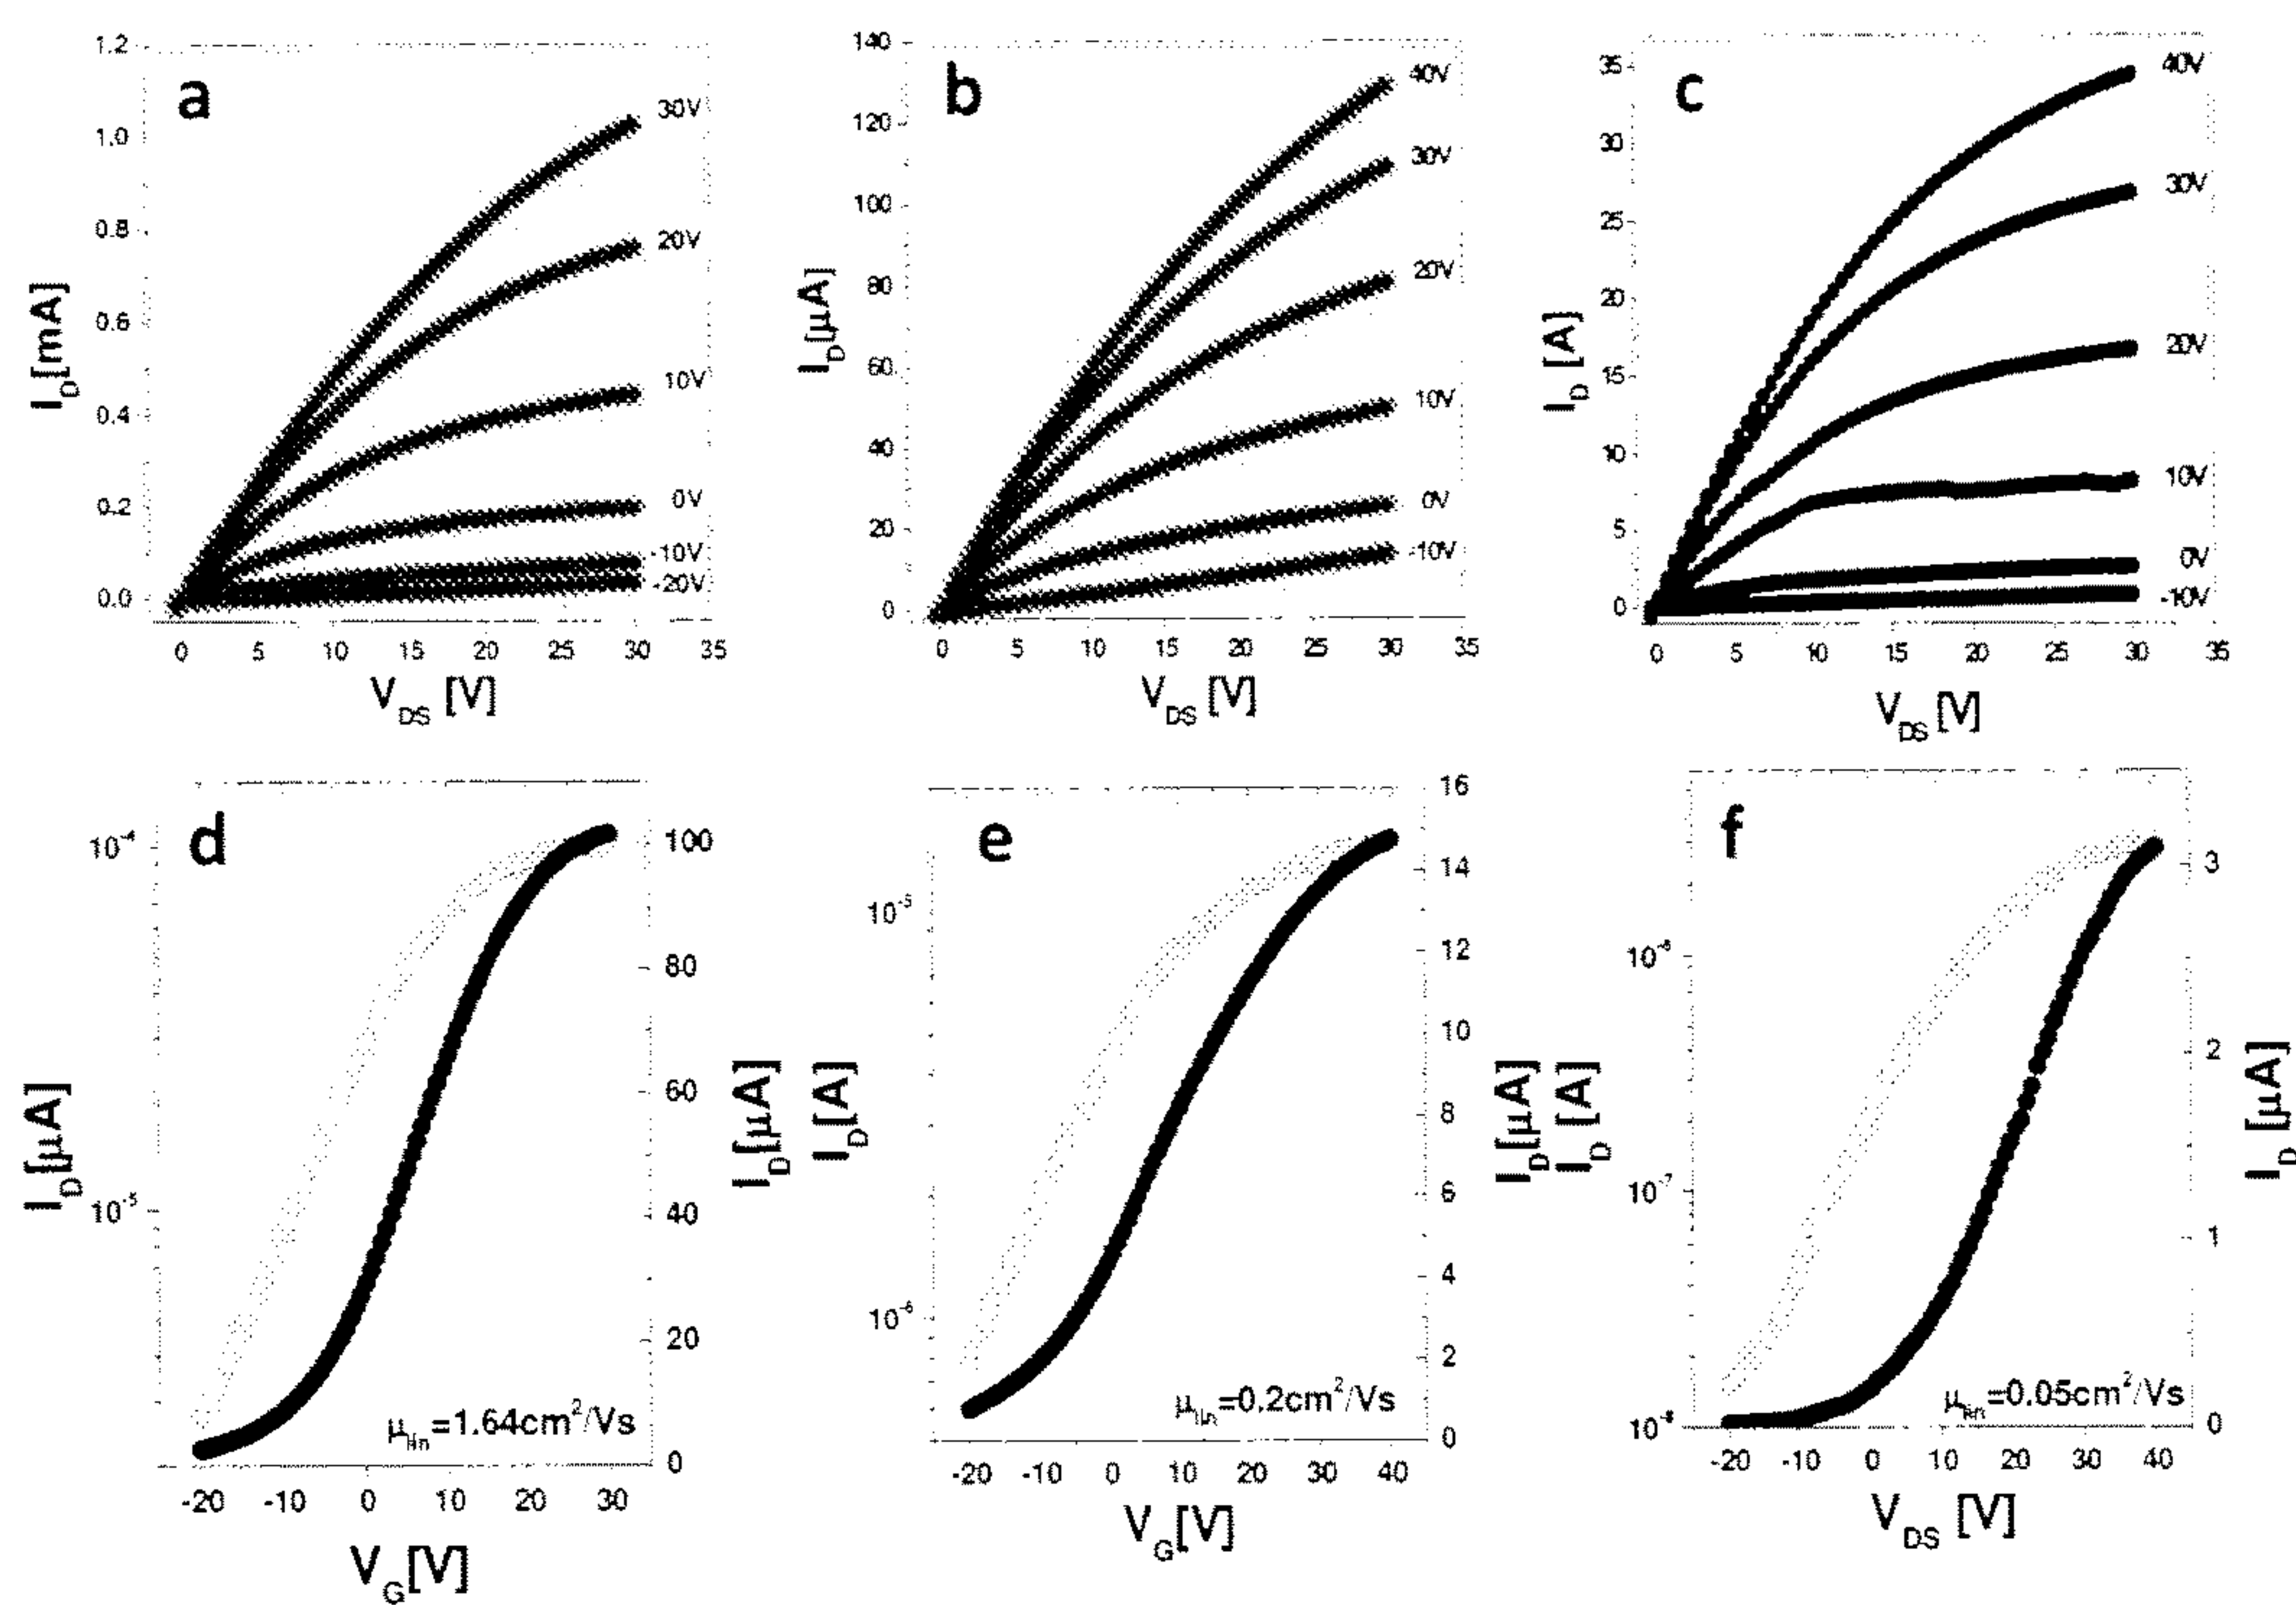 a
1.2
1.0
0.8
0.6
0.4
0.2
0.0
I_D[mA]
30V
20V
10V
0V
-10V
-20V
0 5 10 15 20 25 30 35
V_DS [V]
b
140
120
100
80
60
40
20
0
I_D[μA]
40V
30V
20V
10V
0V
-10V
0 5 10 15 20 25 30 35
V_DS [V]
c
35
30
25
20
15
10
5
0
I_D [A]
40V
30V
20V
10V
0V
-10V
0 5 10 15 20 25 30 35
V_DS [V]
d
10^-4
10^-5
I_D[μA]
100
80
60
40
20
0
I_D[μA]
μ_lin=1.64cm²/Vs
-20 -10 0 10 20 30
V_G[V]
e
10^-5
10^-6
I_D[A]
16
14
12
10
8
6
4
2
0
I_D[μA]
μ_lin=0.2cm²/Vs
-20 -10 0 10 20 30 40
V_G[V]
f
10^-6
10^-7
10^-8
I_D [A]
3
2
1
0
I_D [μA]
μ_lin=0.05cm²/Vs
-20 -10 0 10 20 30 40
V_DS [V]